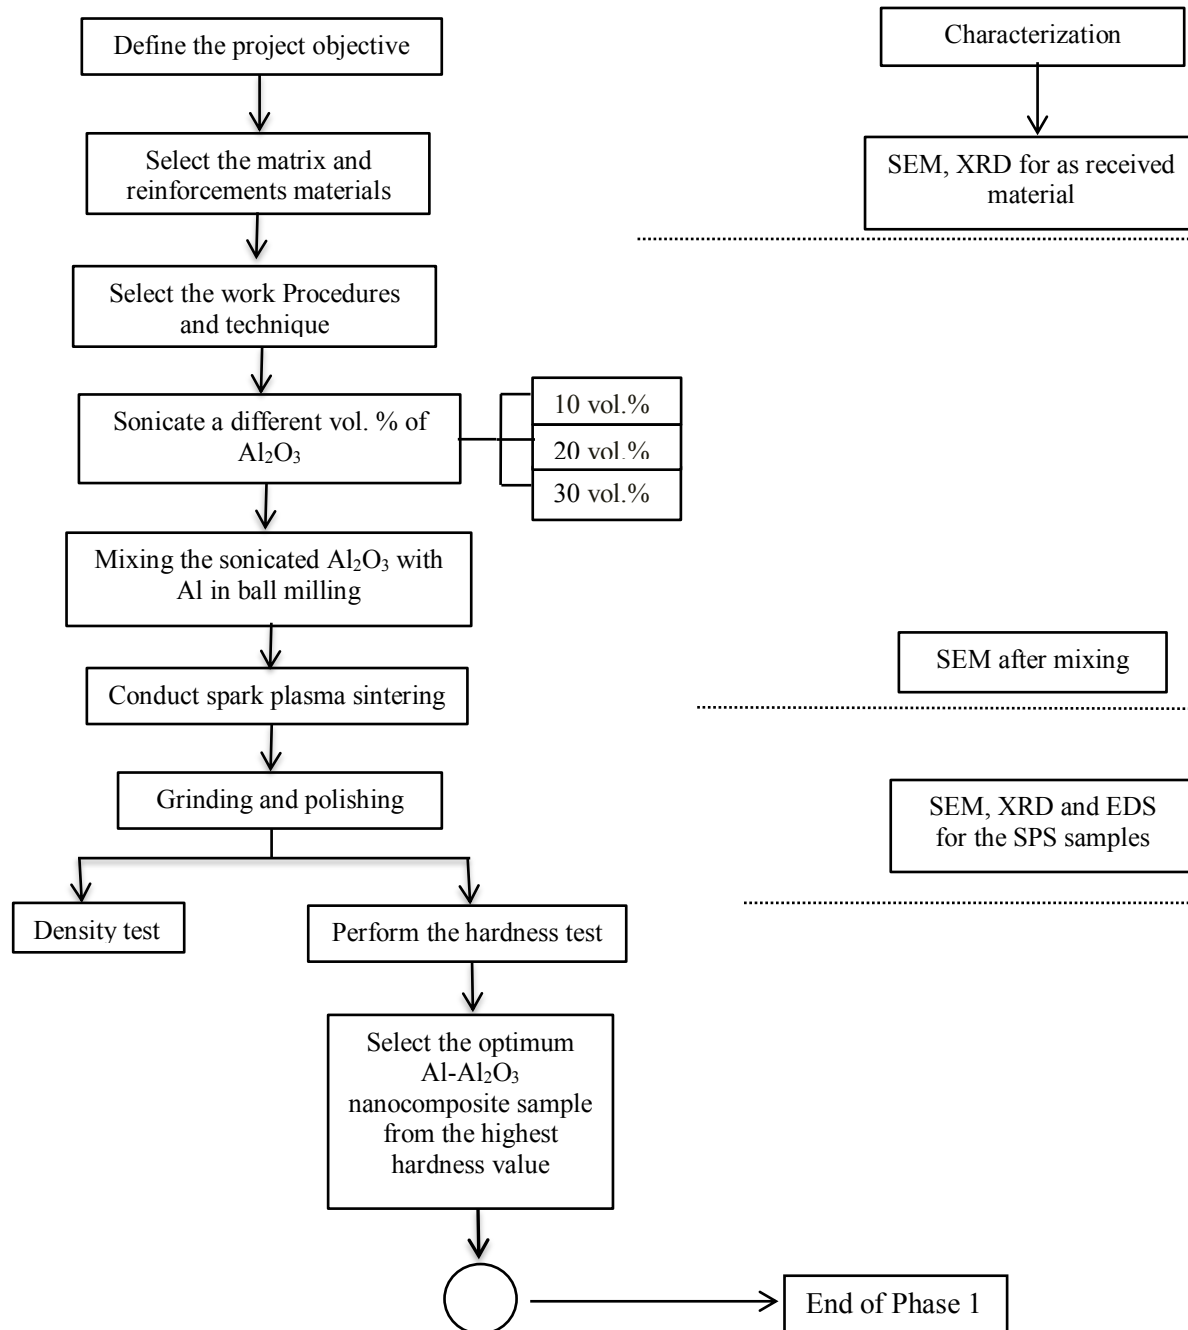 Define the project objective
Characterization
Select the matrix and
reinforcements materials
SEM, XRD for as received
material
Select the work Procedures
and technique
Sonicate a different vol. % of
Al₂O₃
10 vol.%
20 vol.%
30 vol.%
Mixing the sonicated Al₂O₃ with
Al in ball milling
SEM after mixing
Conduct spark plasma sintering
Grinding and polishing
SEM, XRD and EDS
for the SPS samples
Density test
Perform the hardness test
Select the optimum
Al-Al₂O₃
nanocomposite sample
from the highest
hardness value
End of Phase 1